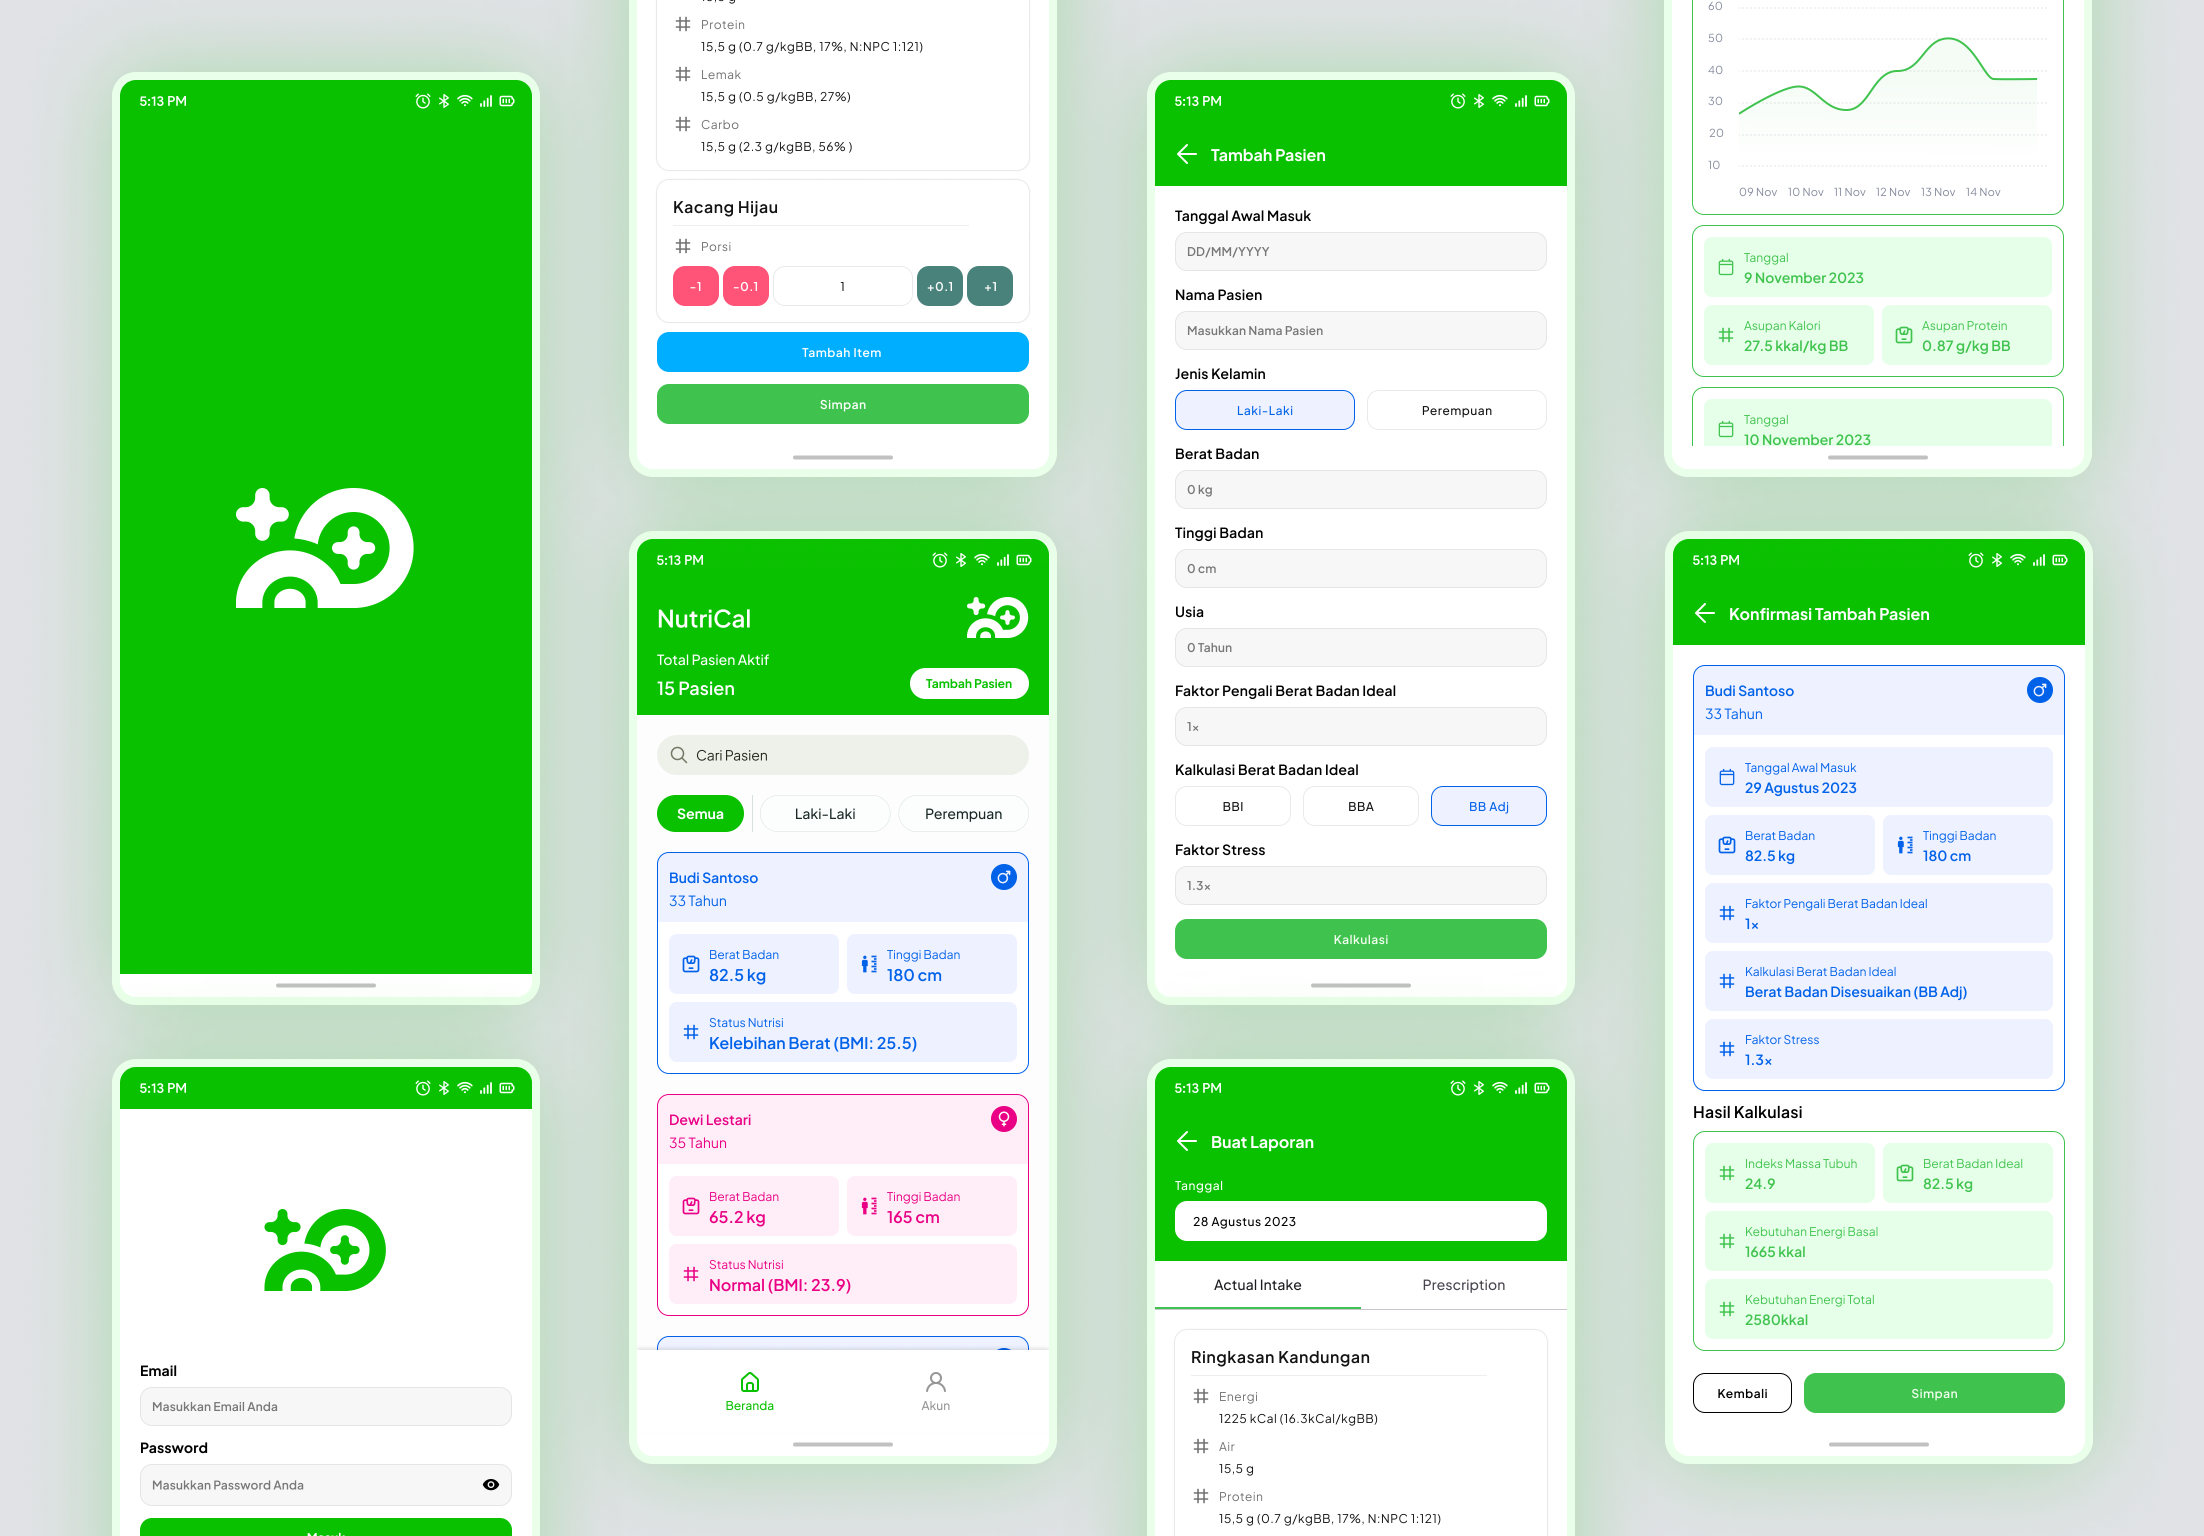 5:13 PM
5:13 PM
Email
Masukkan Email Anda
Password
Masukkan Password Anda
Masuk
Protein
15,5 g (0.7 g/kgBB, 17%, N:NPC 1:121)
Lemak
15,5 g (0.5 g/kgBB, 27%)
Carbo
15,5 g (2.3 g/kgBB, 56% )
Kacang Hijau
Porsi
-1 -0.1 1 +0.1 +1
Tambah Item
Simpan
5:13 PM
NutriCal
Total Pasien Aktif
15 Pasien
Tambah Pasien
Cari Pasien
Semua Laki-Laki Perempuan
Budi Santoso
33 Tahun
Berat Badan
82.5 kg
Tinggi Badan
180 cm
Status Nutrisi
Kelebihan Berat (BMI: 25.5)
Dewi Lestari
35 Tahun
Berat Badan
65.2 kg
Tinggi Badan
165 cm
Status Nutrisi
Normal (BMI: 23.9)
Beranda
Akun
5:13 PM
Tambah Pasien
Tanggal Awal Masuk
DD/MM/YYYY
Nama Pasien
Masukkan Nama Pasien
Jenis Kelamin
Laki-Laki Perempuan
Berat Badan
0 kg
Tinggi Badan
0 cm
Usia
0 Tahun
Faktor Pengali Berat Badan Ideal
1×
Kalkulasi Berat Badan Ideal
BBI BBA BB Adj
Faktor Stress
1.3×
Kalkulasi
5:13 PM
Buat Laporan
Tanggal
28 Agustus 2023
Actual Intake Prescription
Ringkasan Kandungan
Energi
1225 kCal (16.3kCal/kgBB)
Air
15,5 g
Protein
15,5 g (0.7 g/kgBB, 17%, N:NPC 1:121)
60
50
40
30
20
10
09 Nov 10 Nov 11 Nov 12 Nov 13 Nov 14 Nov
Tanggal
9 November 2023
Asupan Kalori
27.5 kkal/kg BB
Asupan Protein
0.87 g/kg BB
Tanggal
10 November 2023
5:13 PM
Konfirmasi Tambah Pasien
Budi Santoso
33 Tahun
Tanggal Awal Masuk
29 Agustus 2023
Berat Badan
82.5 kg
Tinggi Badan
180 cm
Faktor Pengali Berat Badan Ideal
1×
Kalkulasi Berat Badan Ideal
Berat Badan Disesuaikan (BB Adj)
Faktor Stress
1.3×
Hasil Kalkulasi
Indeks Massa Tubuh
24.9
Berat Badan Ideal
82.5 kg
Kebutuhan Energi Basal
1665 kkal
Kebutuhan Energi Total
2580kkal
Kembali
Simpan